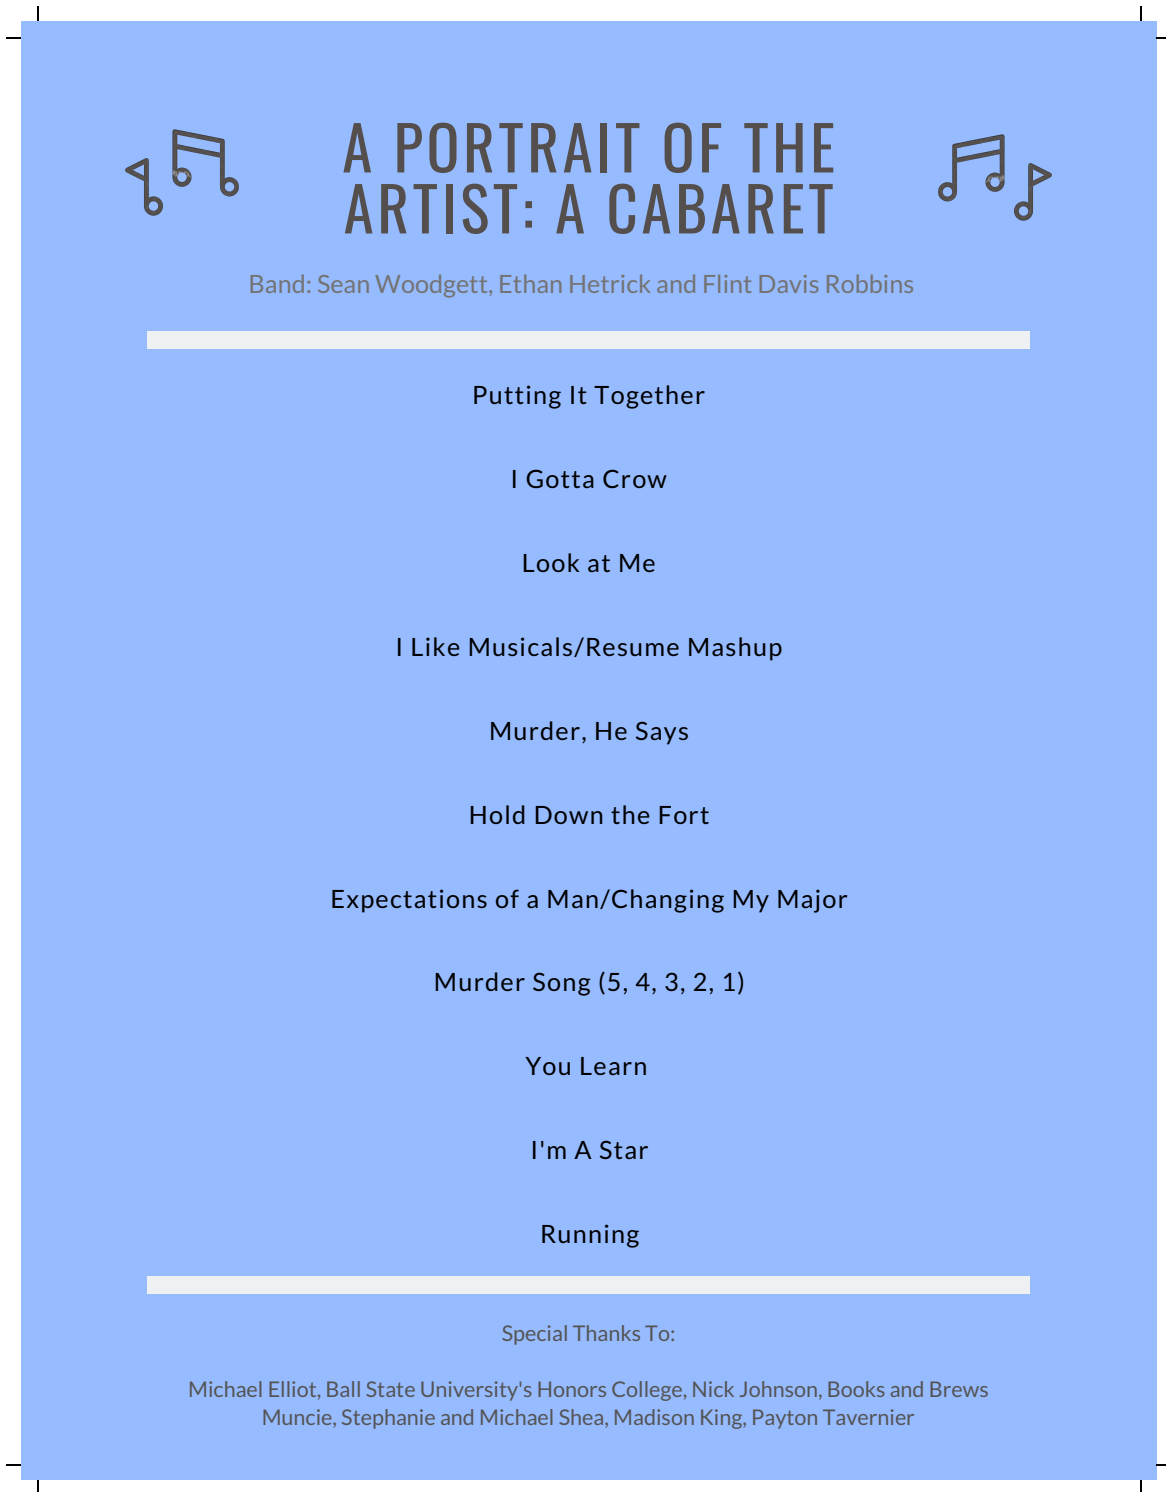 A PORTRAIT OF THE
ARTIST: A CABARET
Band: Sean Woodgett, Ethan Hetrick and Flint Davis Robbins
Putting It Together
I Gotta Crow
Look at Me
I Like Musicals/Resume Mashup
Murder, He Says
Hold Down the Fort
Expectations of a Man/Changing My Major
Murder Song (5, 4, 3, 2, 1)
You Learn
I'm A Star
Running
Special Thanks To:
Michael Elliot, Ball State University's Honors College, Nick Johnson, Books and Brews
Muncie, Stephanie and Michael Shea, Madison King, Payton Tavernier